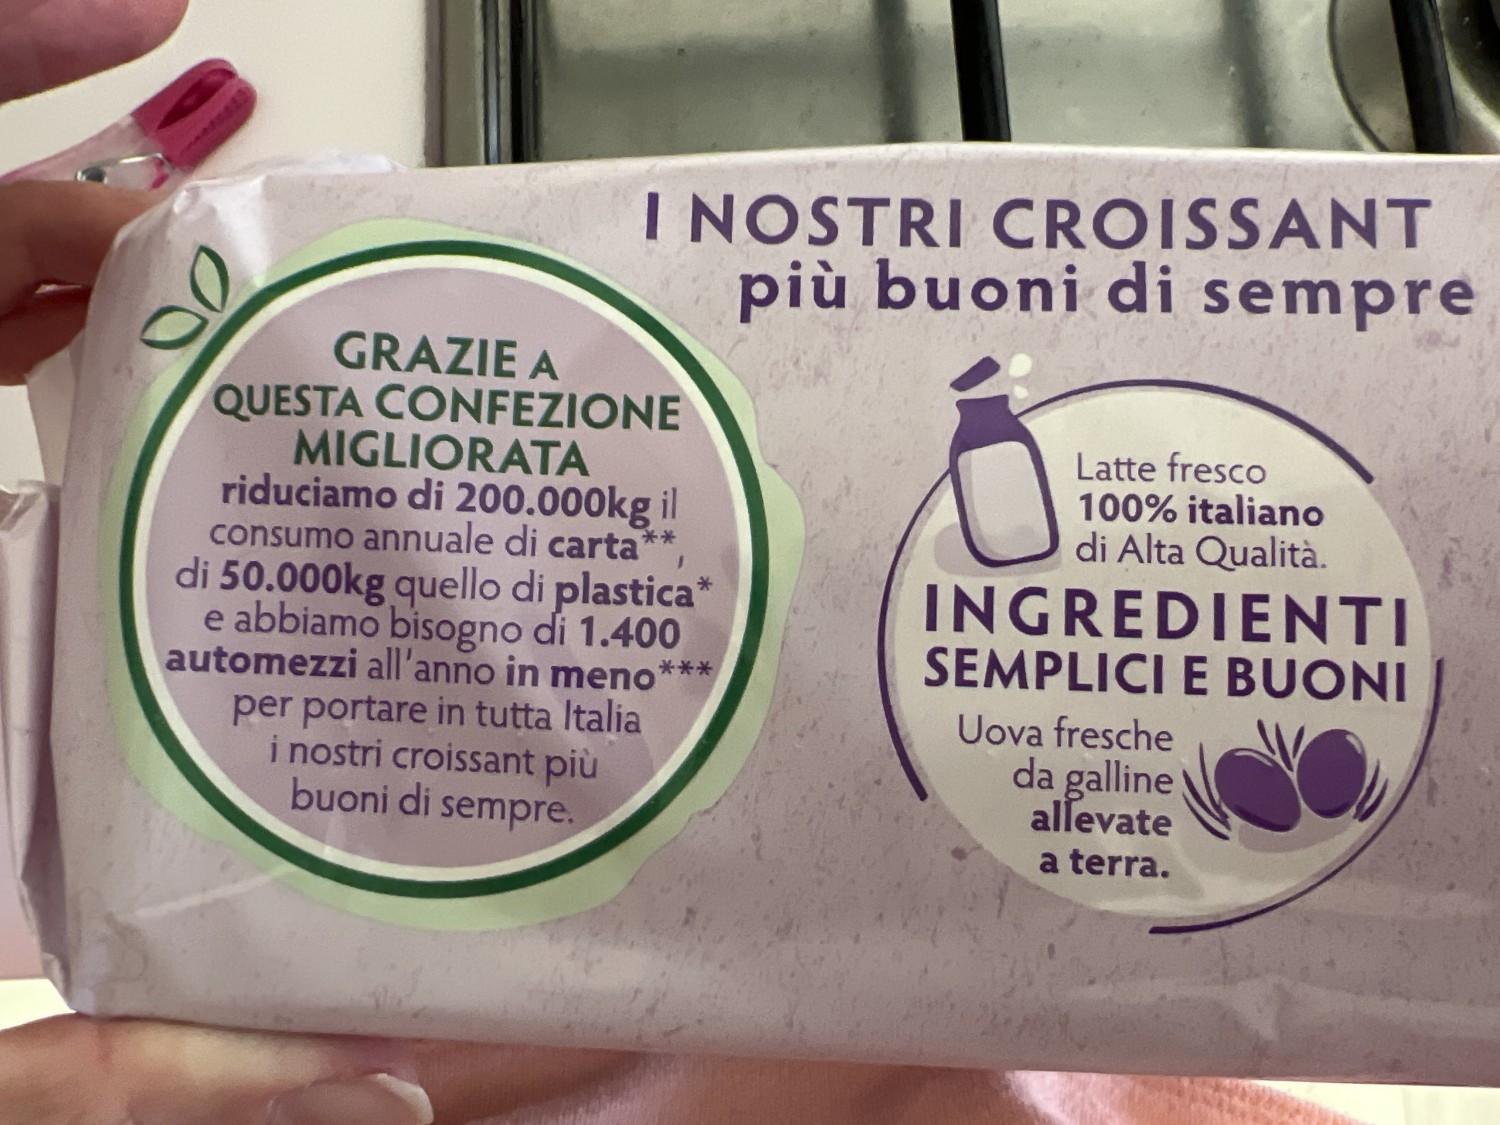 I NOSTRI CROISSANT
più buoni di sempre
GRAZIE A
QUESTA CONFEZIONE
MIGLIORATA
riduciamo di 200.000kg il
consumo annuale di carta**,
di 50.000kg quello di plastica*
e abbiamo bisogno di 1.400
automezzi all'anno in meno***
per portare in tutta Italia
i nostri croissant più
buoni di sempre.
Latte fresco
100% italiano
di Alta Qualità.
INGREDIENTI
SEMPLICI E BUONI
Uova fresche
da galline
allevate
a terra.